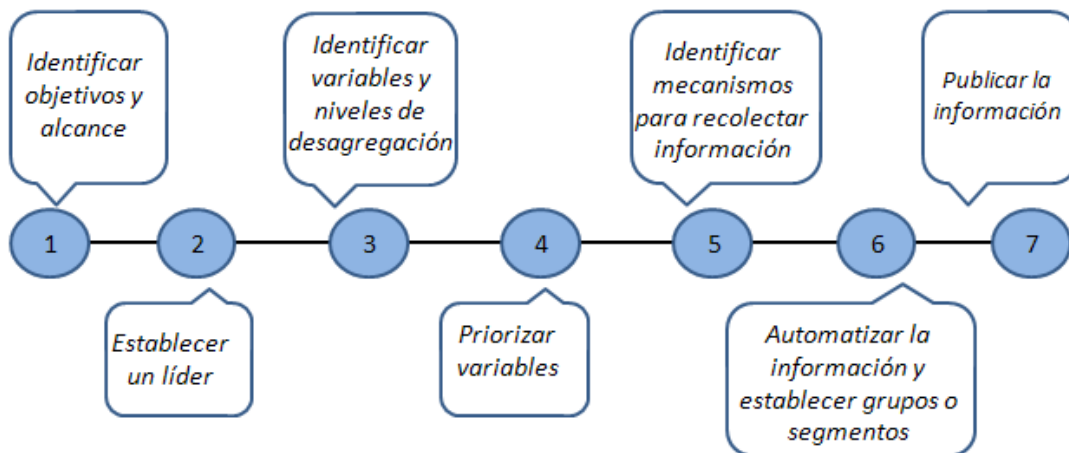 Identificar
objetivos y
alcance
Identificar
variables y
niveles de
desagregación
Identificar
mecanismos
para recolectar
información
Publicar la
información
1
2
3
4
5
6
7
Establecer
un líder
Priorizar
variables
Automatizar la
información y
establecer grupos o
segmentos